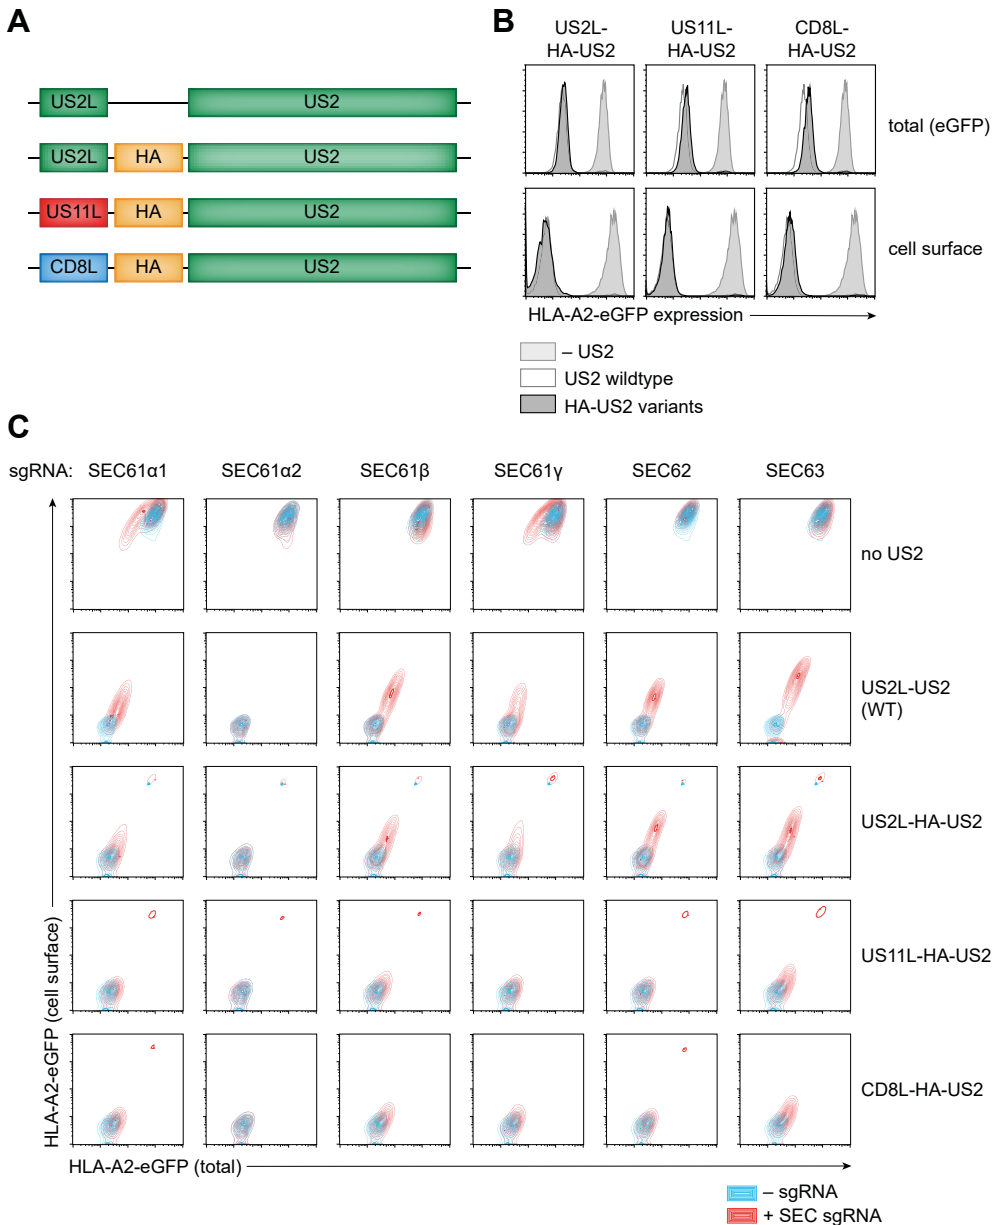 A
US2L US2
US2L HA US2
US11L HA US2
CD8L HA US2
B
US2L-
HA-US2
US11L-
HA-US2
CD8L-
HA-US2
total (eGFP)
cell surface
HLA-A2-eGFP expression
– US2
US2 wildtype
HA-US2 variants
C
sgRNA: SEC61α1 SEC61α2 SEC61β SEC61γ SEC62 SEC63
no US2
US2L-US2
(WT)
US2L-HA-US2
US11L-HA-US2
CD8L-HA-US2
HLA-A2-eGFP (cell surface)
HLA-A2-eGFP (total)
– sgRNA
+ SEC sgRNA